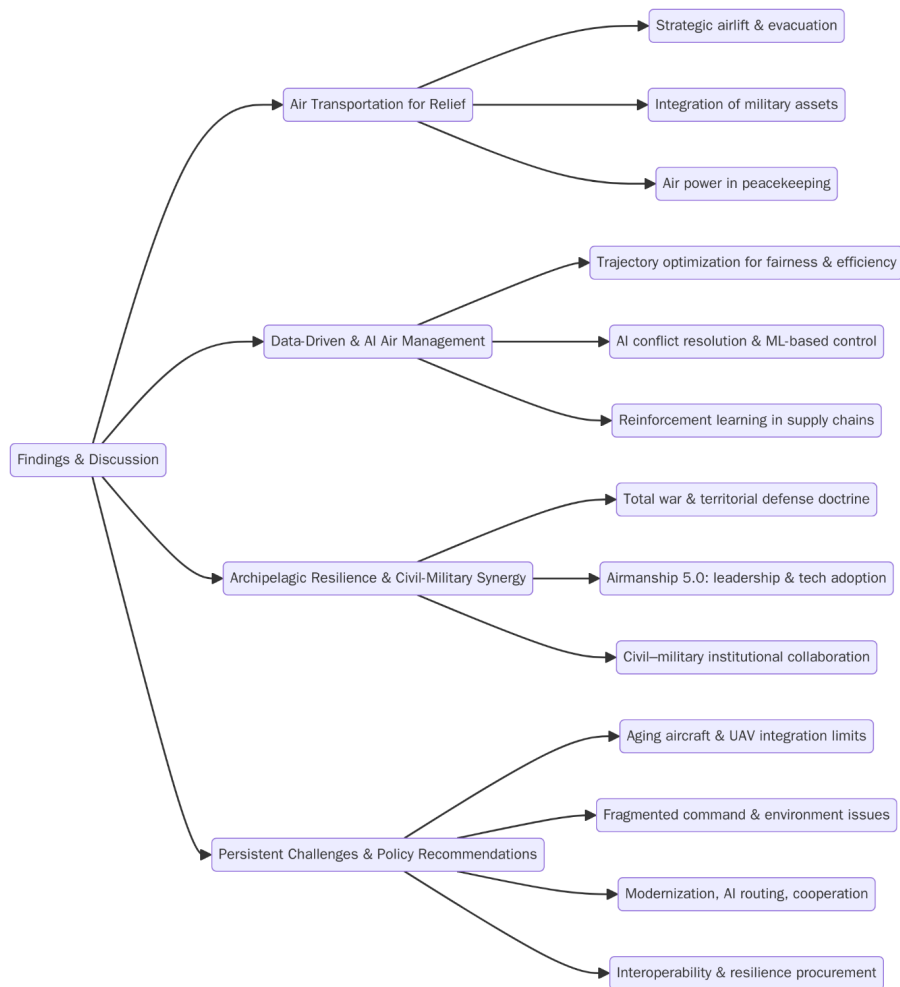 Findings & Discussion
Air Transportation for Relief
Strategic airlift & evacuation
Integration of military assets
Air power in peacekeeping
Data-Driven & AI Air Management
Trajectory optimization for fairness & efficiency
AI conflict resolution & ML-based control
Reinforcement learning in supply chains
Archipelagic Resilience & Civil-Military Synergy
Total war & territorial defense doctrine
Airmanship 5.0: leadership & tech adoption
Civil–military institutional collaboration
Persistent Challenges & Policy Recommendations
Aging aircraft & UAV integration limits
Fragmented command & environment issues
Modernization, AI routing, cooperation
Interoperability & resilience procurement